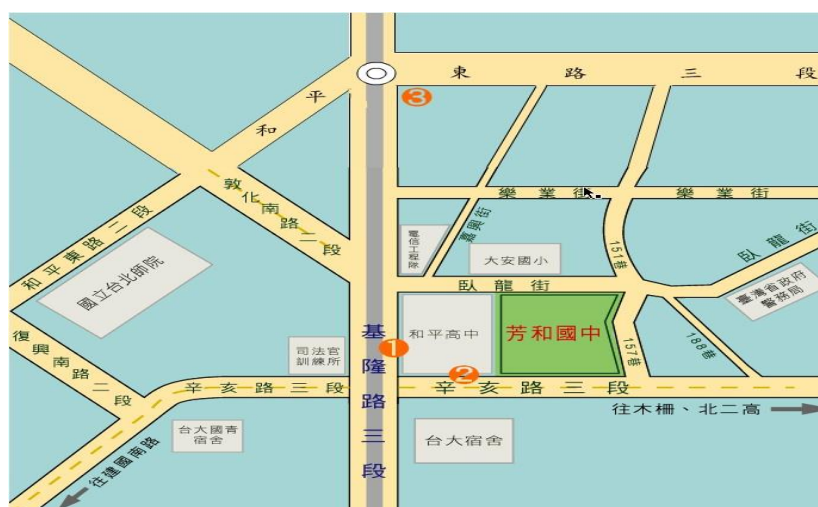 和平東路三段
③
敦化南路二段
樂業街
樂業街
和平東路二段
嘉興街
電信工程隊
大安國小
151巷
臥龍街
國立台北師院
臥龍街
臺灣省政府
警務局
復興南路二段
司法官
訓練所
基隆路三段
①
和平高中
芳和國中
157巷
188巷
②
辛亥路三段
辛亥路三段
往木柵、北二高
台大國青
宿舍
台大宿舍
往建國南路